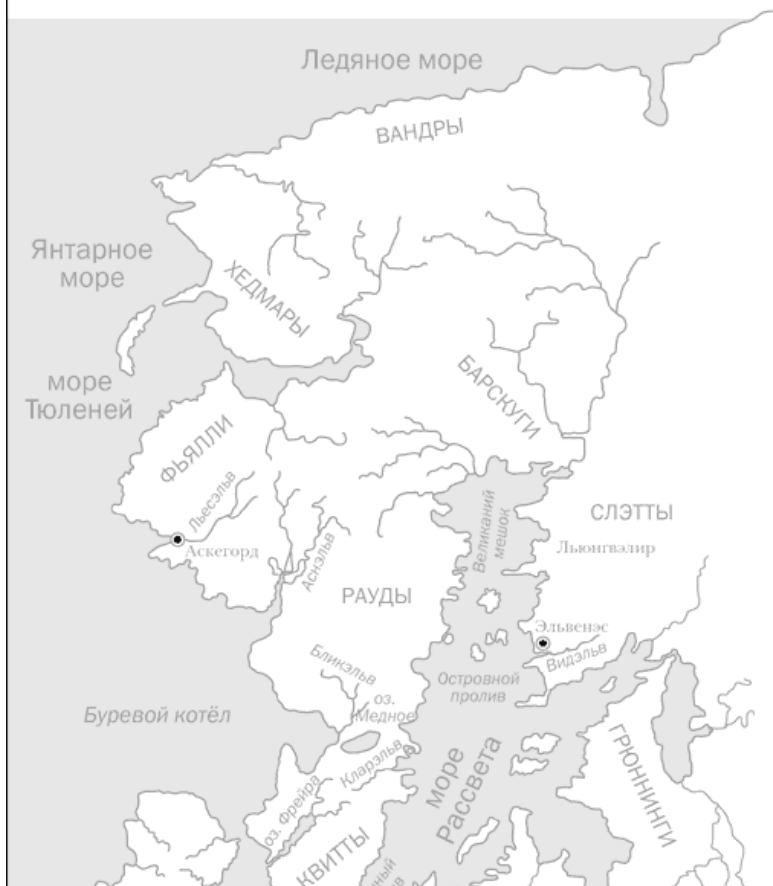 Ледяное море
ВАНДРЫ
Янтарное
море
ХЕДМАРЫ
море
Тюленей
БАРСКУГИ
ФЬЯЛЛИ
Льесэльв
Великаний
мешок
СЛЭТТЫ
Аскегорд
Льюнгвэлир
Аснэльв
РАУДЫ
Эльвенэс
Видэльв
Бликэльв
Островной
пролив
оз.
Медное
Буревой котёл
море
Рассвета
ГРЮННИНГИ
Кларэльв
оз. Фрейра
КВИТТЫ